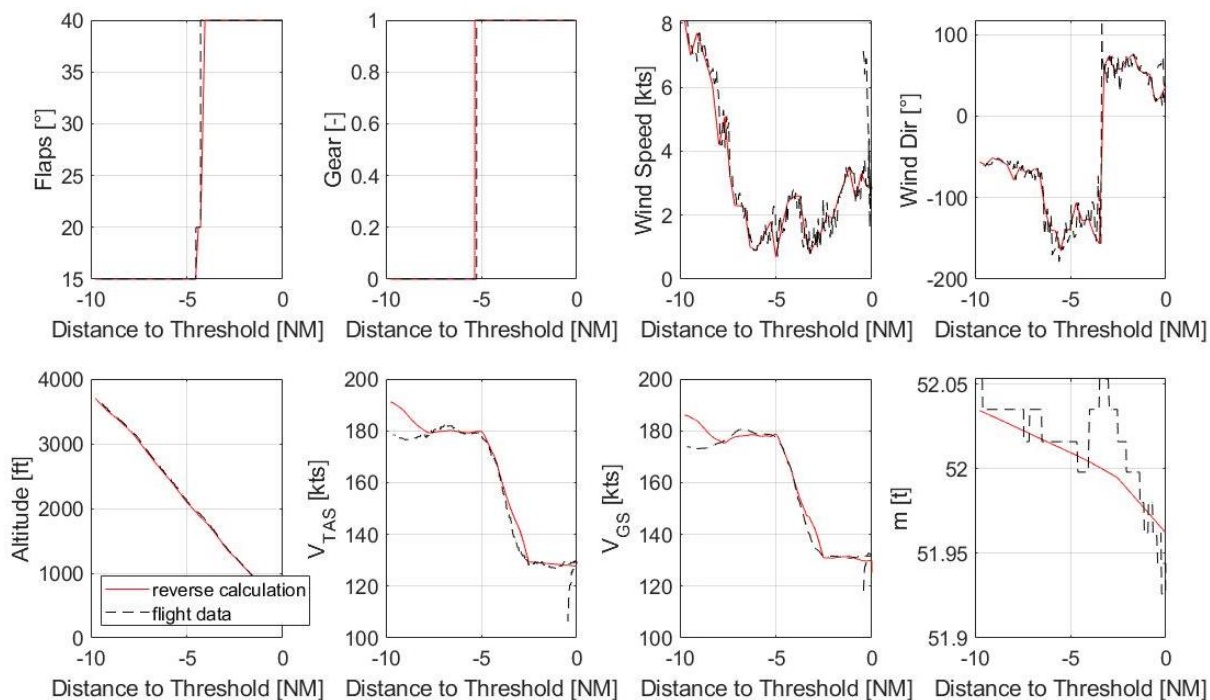 40
35
30
25
20
15
Flaps [°]
-10 -5 0
Distance to Threshold [NM]
1
0.8
0.6
0.4
0.2
0
Gear [-]
-10 -5 0
Distance to Threshold [NM]
8
6
4
2
0
Wind Speed [kts]
-10 -5 0
Distance to Threshold [NM]
100
0
-100
-200
Wind Dir [°]
-10 -5 0
Distance to Threshold [NM]
4000
3000
2000
1000
0
Altitude [ft]
reverse calculation
flight data
-10 -5 0
Distance to Threshold [NM]
200
180
160
140
120
100
V_TAS [kts]
-10 -5 0
Distance to Threshold [NM]
200
180
160
140
120
100
V_GS [kts]
-10 -5 0
Distance to Threshold [NM]
52.05
52
51.95
51.9
m [t]
-10 -5 0
Distance to Threshold [NM]